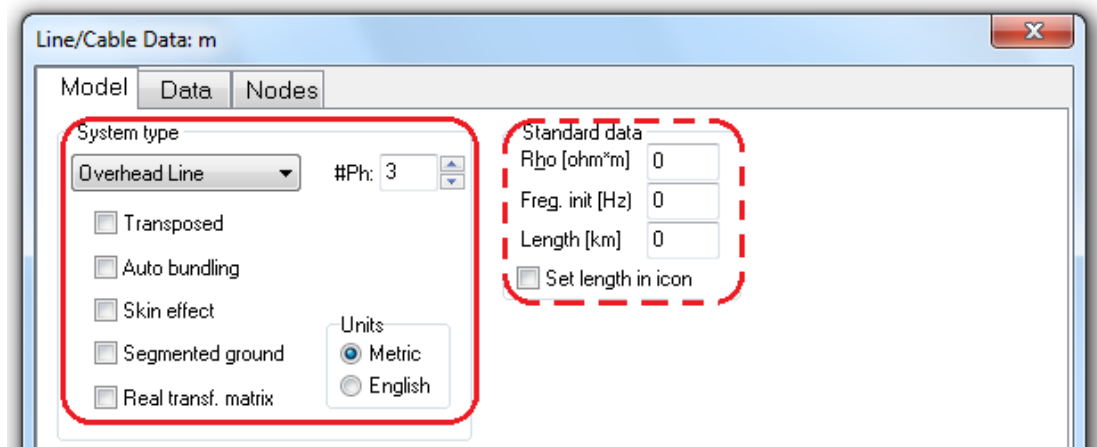 Line/Cable Data: m
Model Data Nodes
System type
Overhead Line #Ph: 3
Transposed
Auto bundling
Skin effect
Segmented ground
Real transf. matrix
Units
Metric
English
Standard data
Rho [ohm*m] 0
Freq. init [Hz] 0
Length [km] 0
Set length in icon